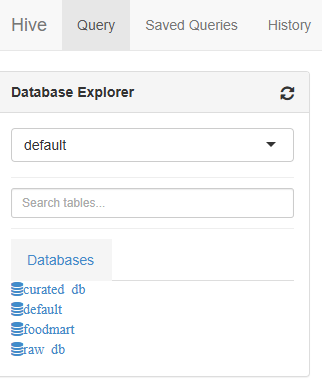 Hive Query Saved Queries History
Database Explorer
default
Search tables...
Databases
curated_db
default
foodmart
raw_db